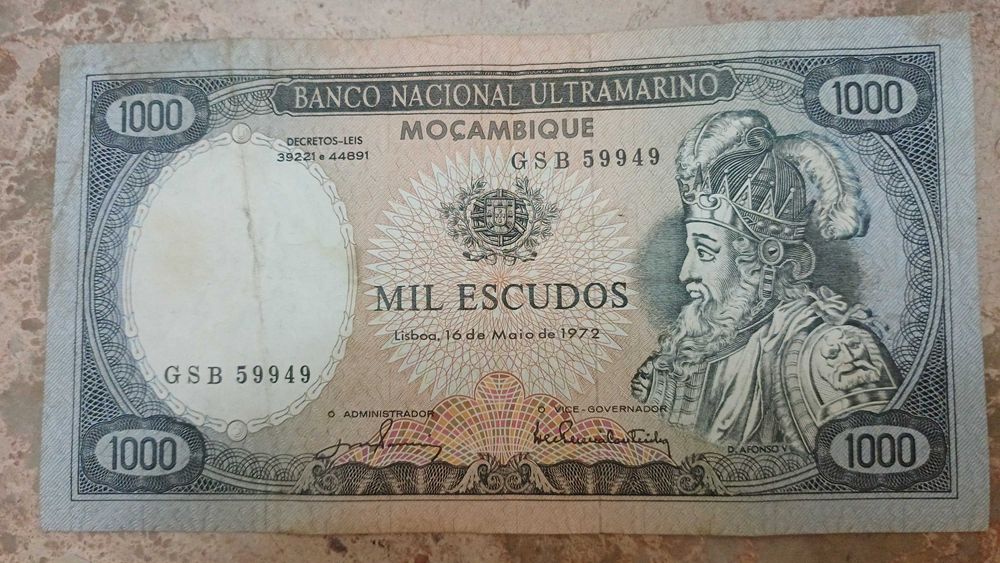 1000
BANCO NACIONAL ULTRAMARINO
1000
MOÇAMBIQUE
DECRETOS-LEIS
39221 e 44891
GSB 59949
MIL ESCUDOS
Lisboa, 16 de Maio de 1972
GSB 59949
O ADMINISTRADOR
O VICE-GOVERNADOR
D. AFONSO V
1000
1000